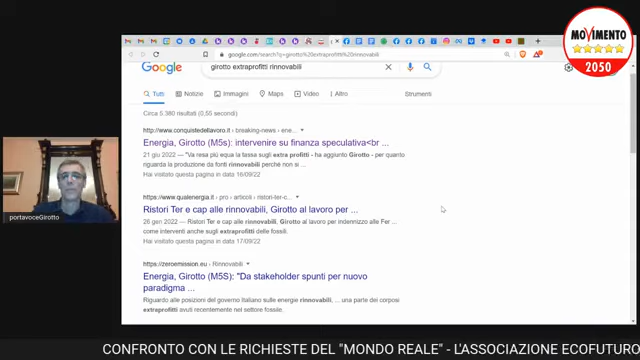 MOVIMENTO
2050
google.com/search?q=girotto%20extraprofitti%20rinnovabili
Google
girotto extraprofitti rinnovabili
Tutti
Notizie
Immagini
Maps
Video
Altro
Strumenti
Circa 5.380 risultati (0,55 secondi)
http://www.conquistedellavoro.it › breaking-news › ene...
Energia, Girotto (M5s): intervenire su finanza speculativa<br ...
21 giu 2022 — "Va resa più equa la tassa sugli extra profitti - ha aggiunto Girotto - per quanto
riguarda la produzione da fonti rinnovabili perché non si ...
Hai visitato questa pagina in data 16/09/22
https://www.qualenergia.it › pro › articoli › ristori-ter-c...
Ristori Ter e cap alle rinnovabili, Girotto al lavoro per ...
26 gen 2022 — Ristori Ter e cap alle rinnovabili, Girotto al lavoro per indennizzo alle Fer ...
come interventi anche sugli extraprofitti delle fossili.
Hai visitato questa pagina in data 17/09/22
https://zeroemission.eu › Rinnovabili
Energia, Girotto (M5S): "Da stakeholder spunti per nuovo
paradigma ...
Riguardo alle posizioni del governo Italiano sulle energie rinnovabili, ... una parte dei corposi
extraprofitti avuti recentemente nel settore fossile.
portavoceGirotto
CONFRONTO CON LE RICHIESTE DEL "MONDO REALE" - L'ASSOCIAZIONE ECOFUTURO